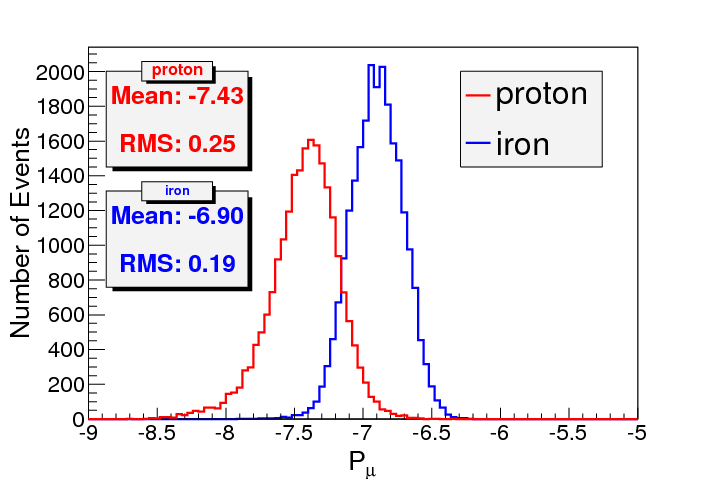 proton
Mean: -7.43
RMS: 0.25
iron
Mean: -6.90
RMS: 0.19
proton
iron
Number of Events
2000
1800
1600
1400
1200
1000
800
600
400
200
0
-9 -8.5 -8 -7.5 -7 -6.5 -6 -5.5 -5
Pμ